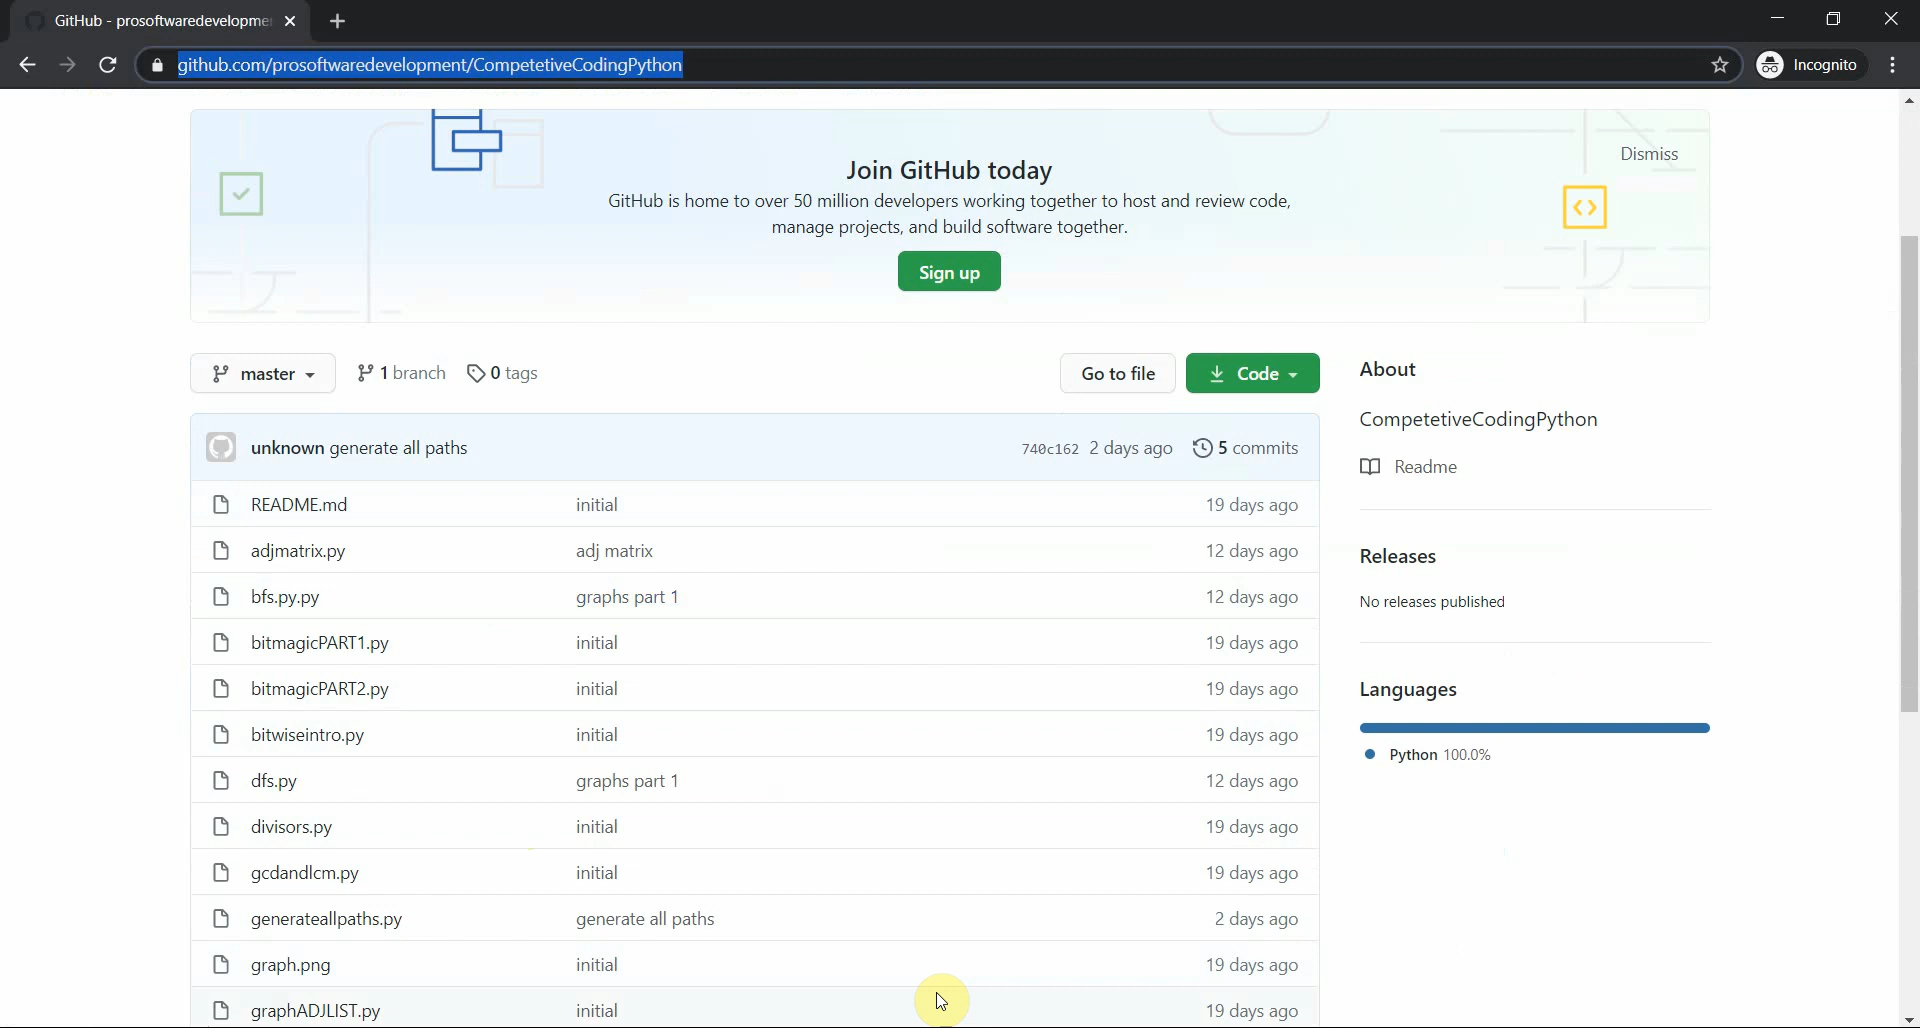 GitHub - prosoftwaredevelopme
github.com/prosoftwaredevelopment/CompetetiveCodingPython
Incognito
Dismiss
Join GitHub today
GitHub is home to over 50 million developers working together to host and review code,
manage projects, and build software together.
Sign up
master
1 branch
0 tags
Go to file
Code
unknown generate all paths 740c162 2 days ago 5 commits
README.md initial 19 days ago
adjmatrix.py adj matrix 12 days ago
bfs.py.py graphs part 1 12 days ago
bitmagicPART1.py initial 19 days ago
bitmagicPART2.py initial 19 days ago
bitwiseintro.py initial 19 days ago
dfs.py graphs part 1 12 days ago
divisors.py initial 19 days ago
gcdandlcm.py initial 19 days ago
generateallpaths.py generate all paths 2 days ago
graph.png initial 19 days ago
graphADJLIST.py initial 19 days ago
About
CompetetiveCodingPython
Readme
Releases
No releases published
Languages
Python 100.0%